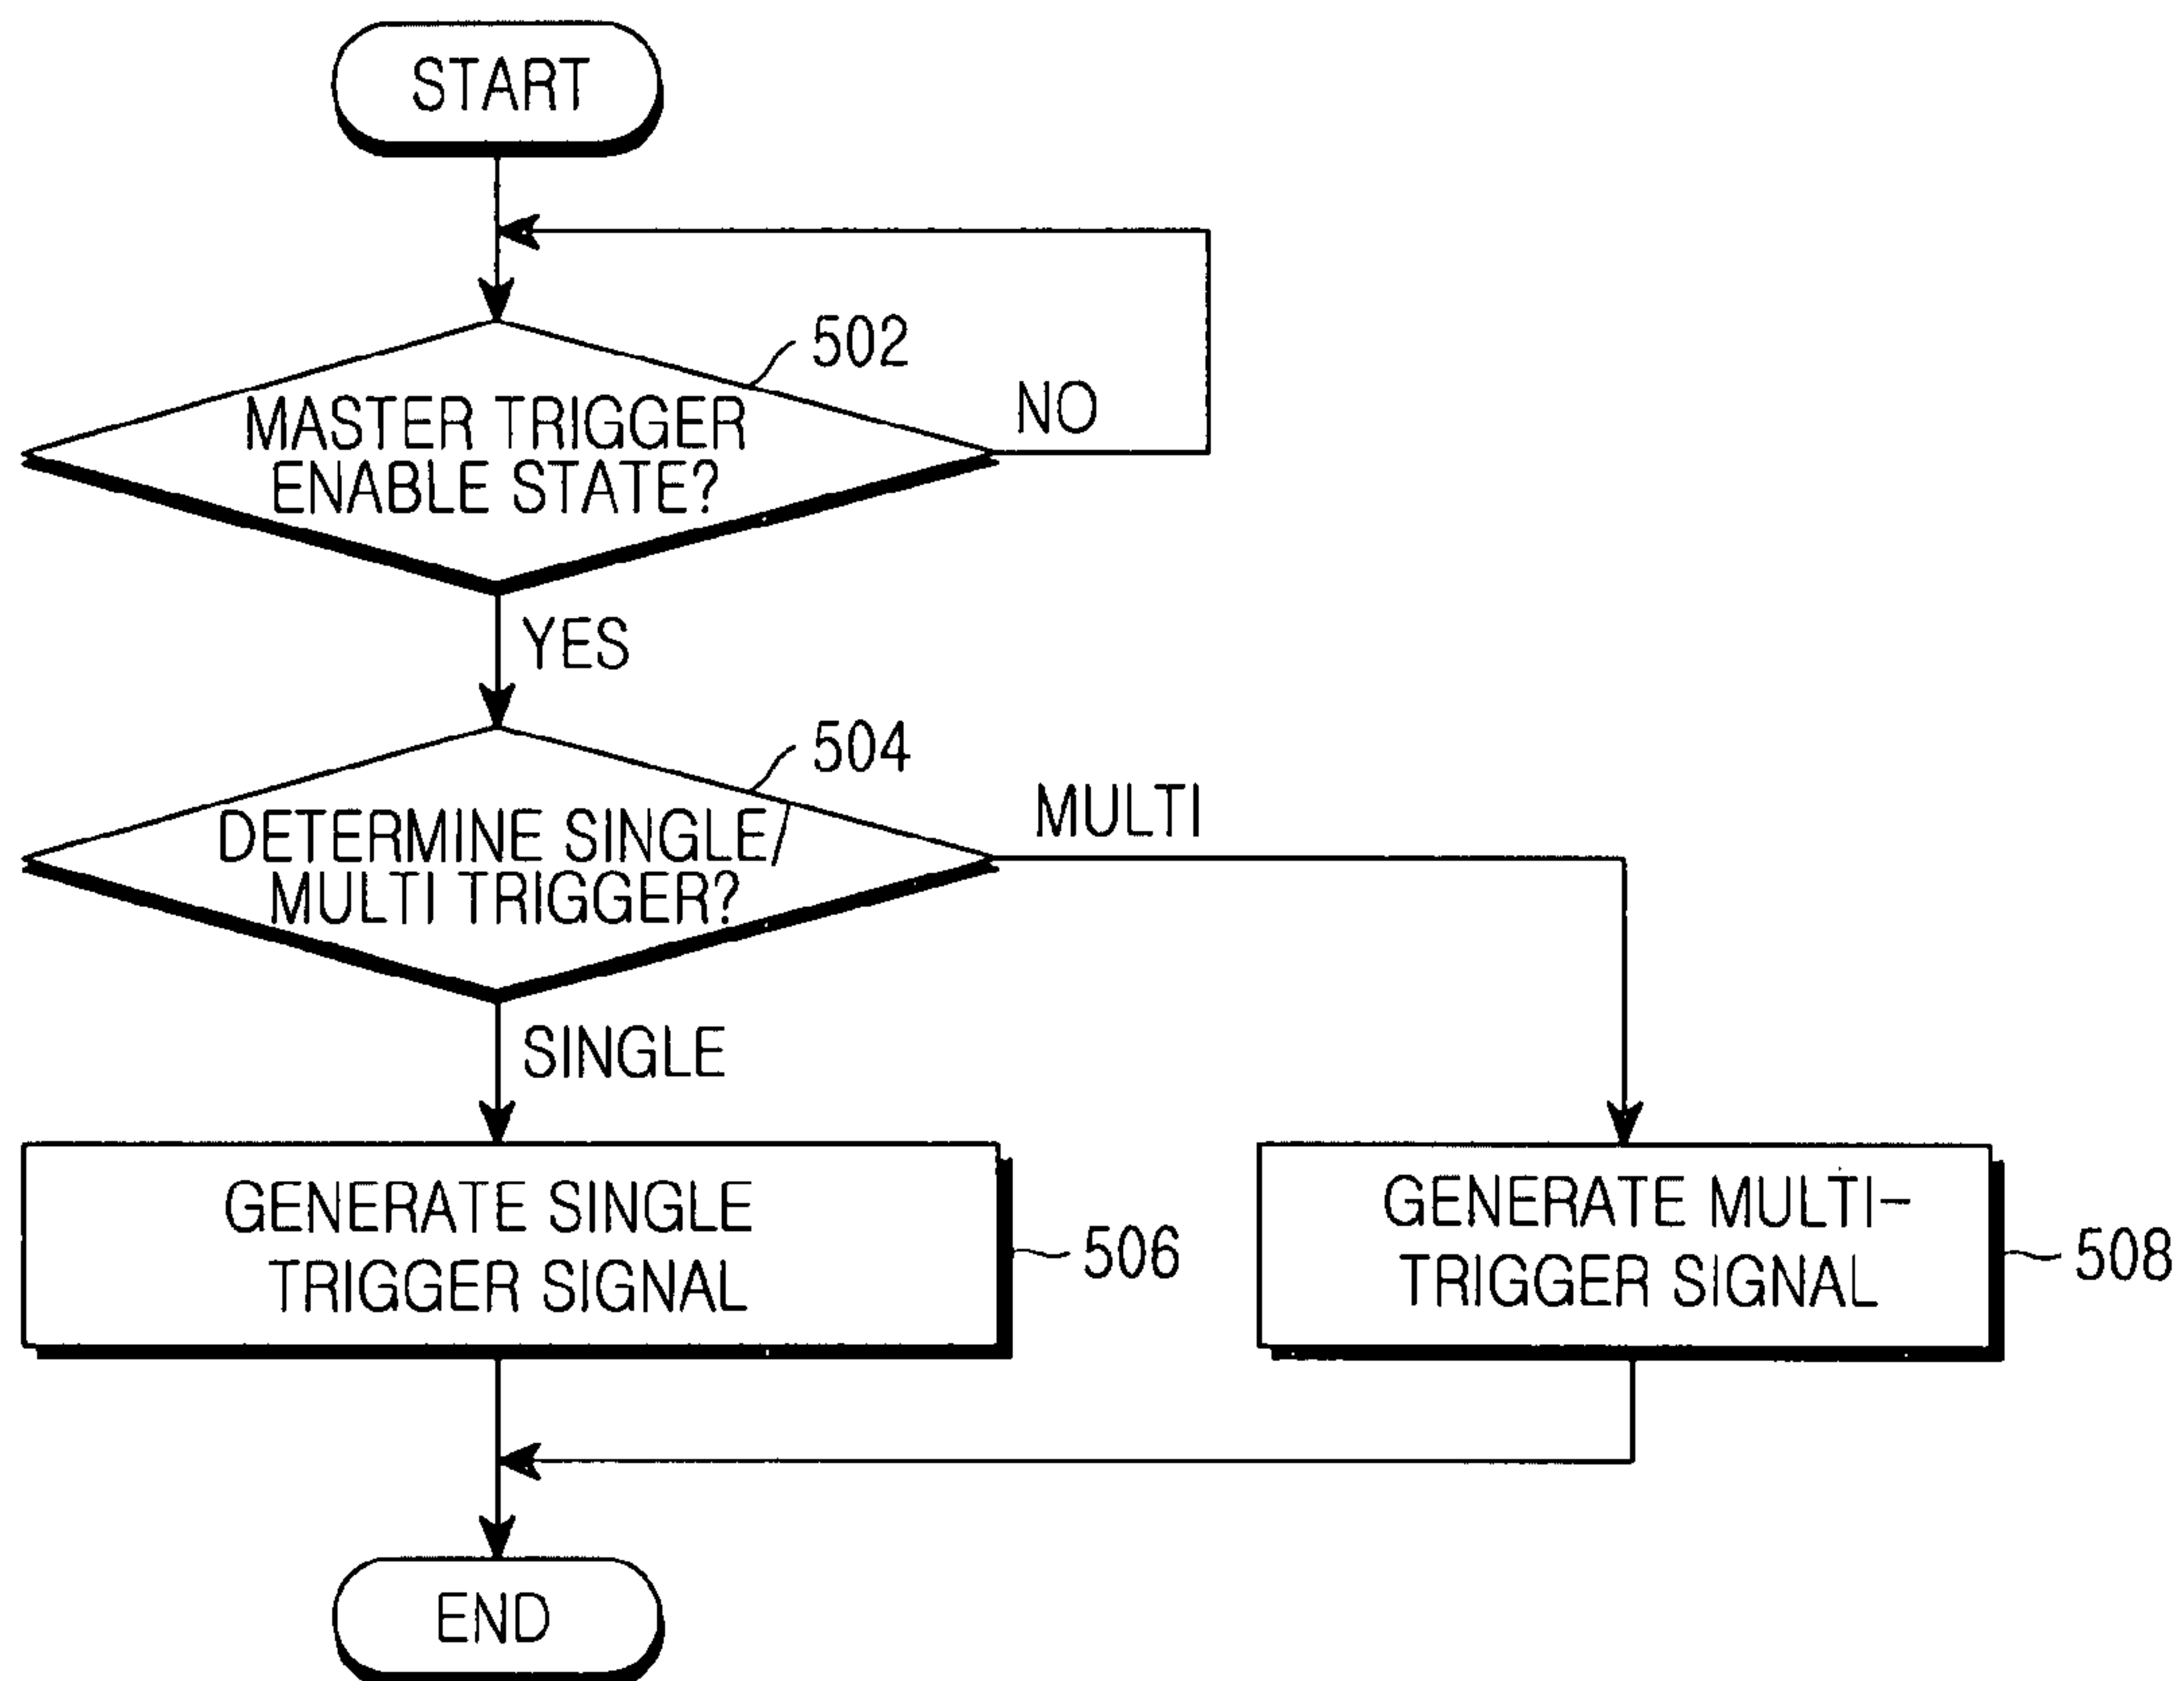 START
502
MASTER TRIGGER
ENABLE STATE?
NO
YES
504
DETERMINE SINGLE/
MULTI TRIGGER?
MULTI
SINGLE
GENERATE SINGLE
TRIGGER SIGNAL
506
GENERATE MULTI-
TRIGGER SIGNAL
508
END